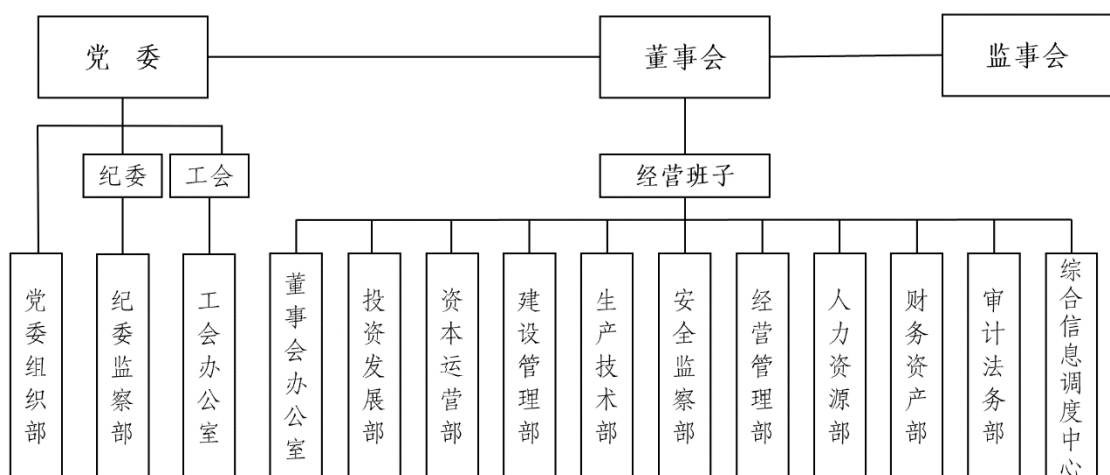 党 委
董事会
监事会
纪委
工会
经营班子
党委组织部
纪委监察部
工会办公室
董事会办公室
投资发展部
资本运营部
建设管理部
生产技术部
安全监察部
经营管理部
人力资源部
财务资产部
审计法务部
综合信息调度中心